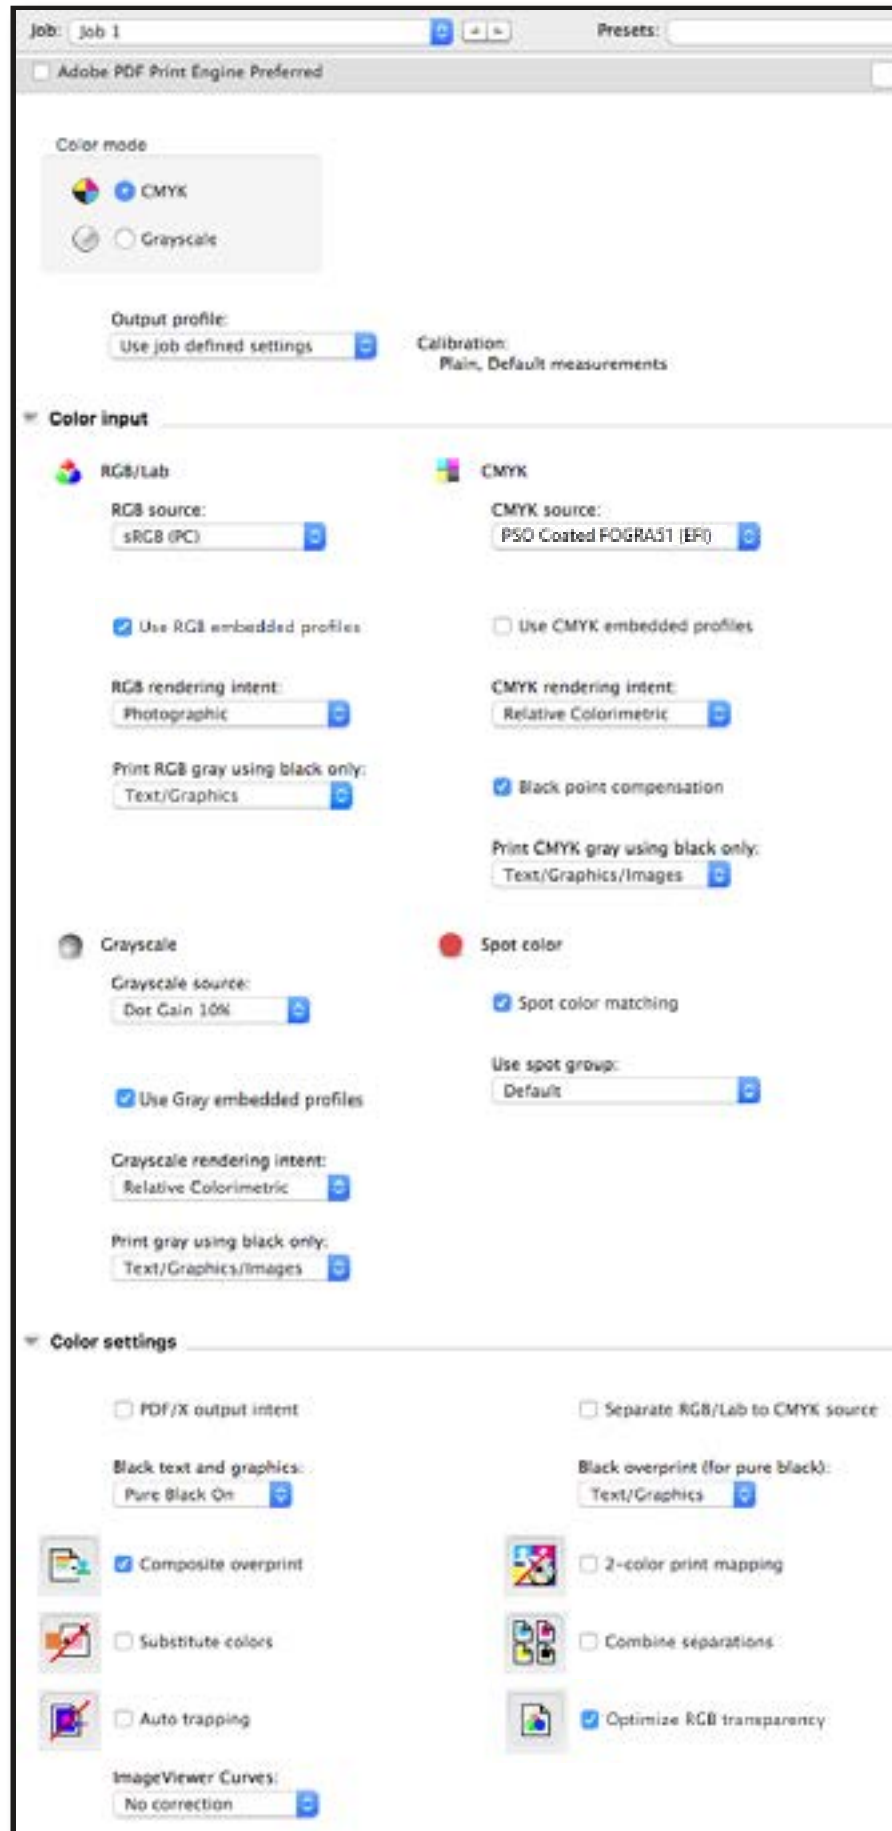 Job: Job 1 Presets:
Adobe PDF Print Engine Preferred
Color mode
CMYK
Grayscale
Output profile:
Use job defined settings
Calibration:
Plain, Default measurements
Color input
RGB/Lab
RGB source:
sRGB (PC)
Use RGB embedded profiles
RGB rendering intent:
Photographic
Print RGB gray using black only:
Text/Graphics
CMYK
CMYK source:
PSO Coated FOGRA51 (EFI)
Use CMYK embedded profiles
CMYK rendering intent:
Relative Colorimetric
Black point compensation
Print CMYK gray using black only:
Text/Graphics/Images
Grayscale
Grayscale source:
Dot Gain 10%
Use Gray embedded profiles
Grayscale rendering intent:
Relative Colorimetric
Print gray using black only:
Text/Graphics/Images
Spot color
Spot color matching
Use spot group:
Default
Color settings
PDF/X output intent
Separate RGB/Lab to CMYK source
Black text and graphics:
Pure Black On
Black overprint (for pure black):
Text/Graphics
Composite overprint
2-color print mapping
Substitute colors
Combine separations
Auto trapping
Optimize RGB transparency
ImageViewer Curves:
No correction